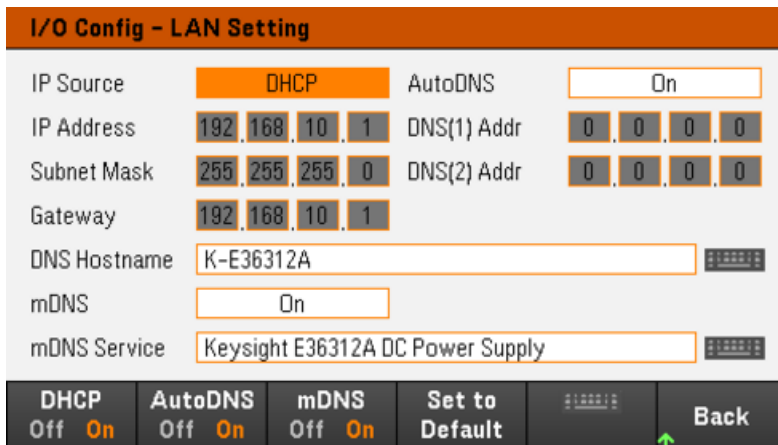 I/O Config – LAN Setting
IP Source DHCP AutoDNS On
IP Address 192.168.10.1 DNS(1) Addr 0.0.0.0
Subnet Mask 255.255.255.0 DNS(2) Addr 0.0.0.0
Gateway 192.168.10.1
DNS Hostname K-E36312A
mDNS On
mDNS Service Keysight E36312A DC Power Supply
DHCP AutoDNS mDNS Set to
Off On Off On Off On Default Back